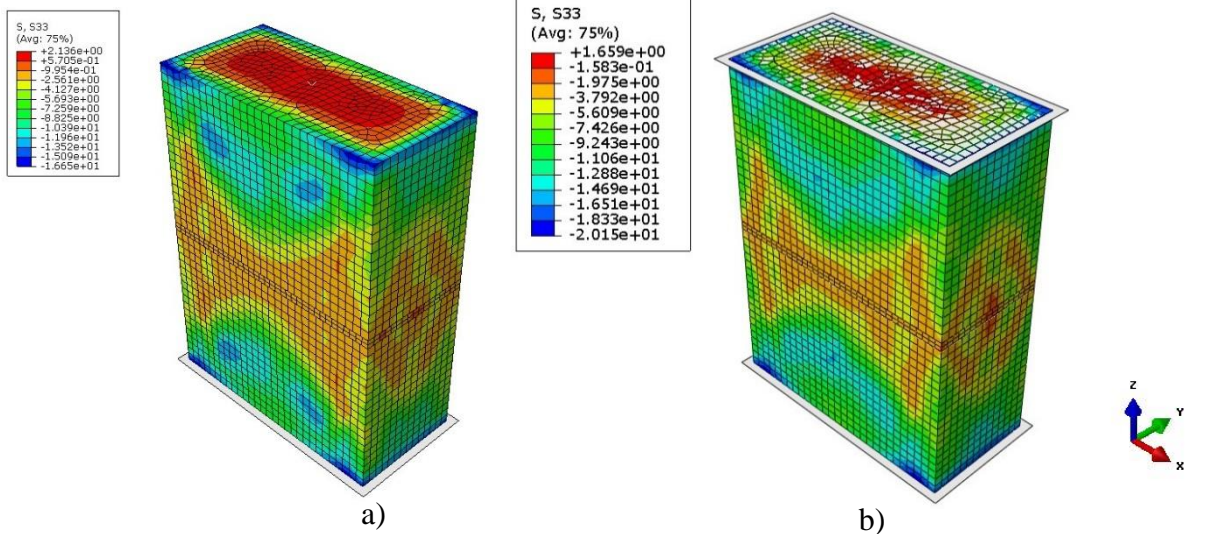 S, S33
(Avg: 75%)
+2.136e+00
+5.705e-01
-9.954e-01
-2.561e+00
-4.127e+00
-5.693e+00
-7.259e+00
-8.825e+00
-1.039e+01
-1.196e+01
-1.352e+01
-1.509e+01
-1.665e+01
S, S33
(Avg: 75%)
+1.659e+00
-1.583e-01
-1.975e+00
-3.792e+00
-5.609e+00
-7.426e+00
-9.243e+00
-1.106e+01
-1.288e+01
-1.469e+01
-1.651e+01
-1.833e+01
-2.015e+01
Z
Y
X
a)
b)